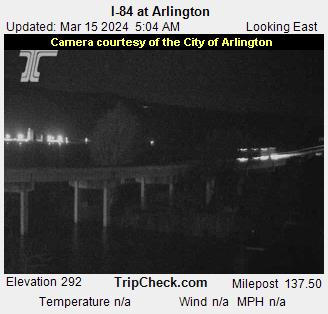 I-84 at Arlington
Updated: Mar 15 2024 5:04 AM Looking East
Camera courtesy of the City of Arlington
Elevation 292 TripCheck.com Milepost 137.50
Temperature n/a Wind n/a MPH n/a